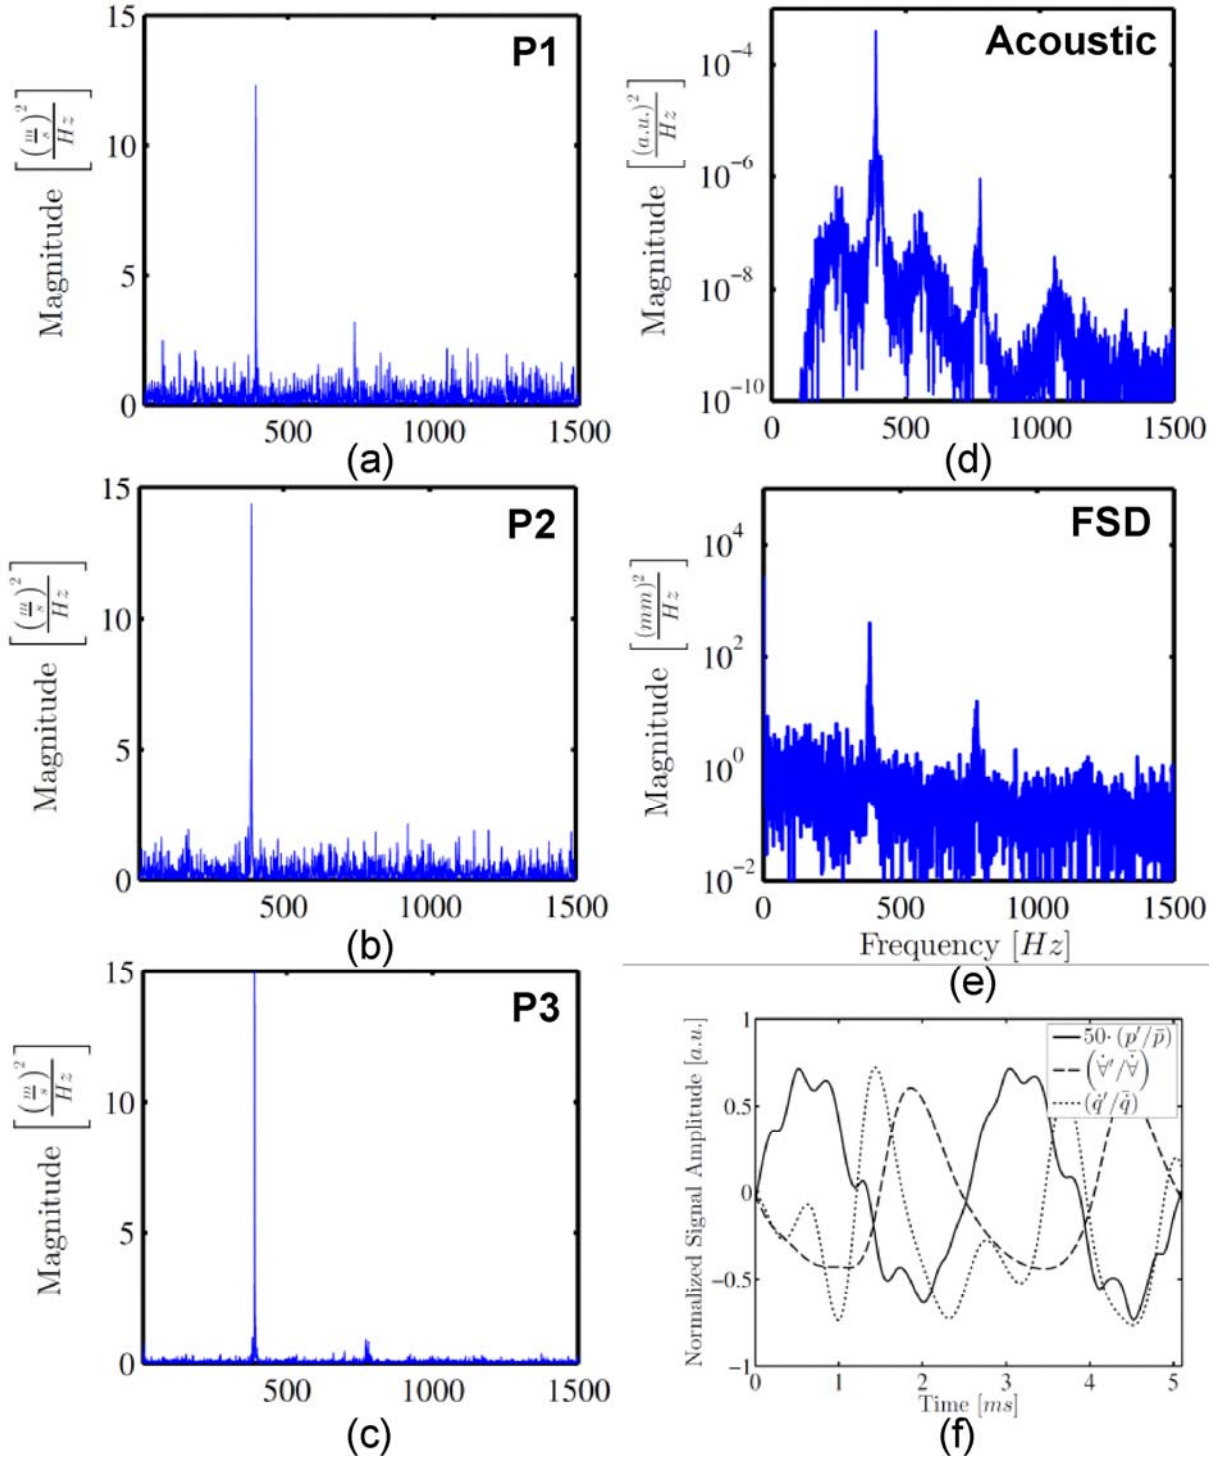 15
10
5
0
Magnitude [(m/s)²/Hz]
P1
500 1000 1500
(a)
15
10
5
0
Magnitude [(m/s)²/Hz]
P2
500 1000 1500
(b)
15
10
5
0
Magnitude [(m/s)²/Hz]
P3
500 1000 1500
(c)
10⁻⁴
10⁻⁶
10⁻⁸
10⁻¹⁰
Magnitude [(a.u.)²/Hz]
Acoustic
0 500 1000 1500
(d)
10⁴
10²
10⁰
10⁻²
Magnitude [(mm)²/Hz]
FSD
0 500 1000 1500
Frequency [Hz]
(e)
1
0.5
0
−0.5
−1
Normalized Signal Amplitude [a.u.]
50·(p′/p̄)
(∀̇′/∀̇̄)
(q̇′/q̄)
0 1 2 3 4 5
Time [ms]
(f)